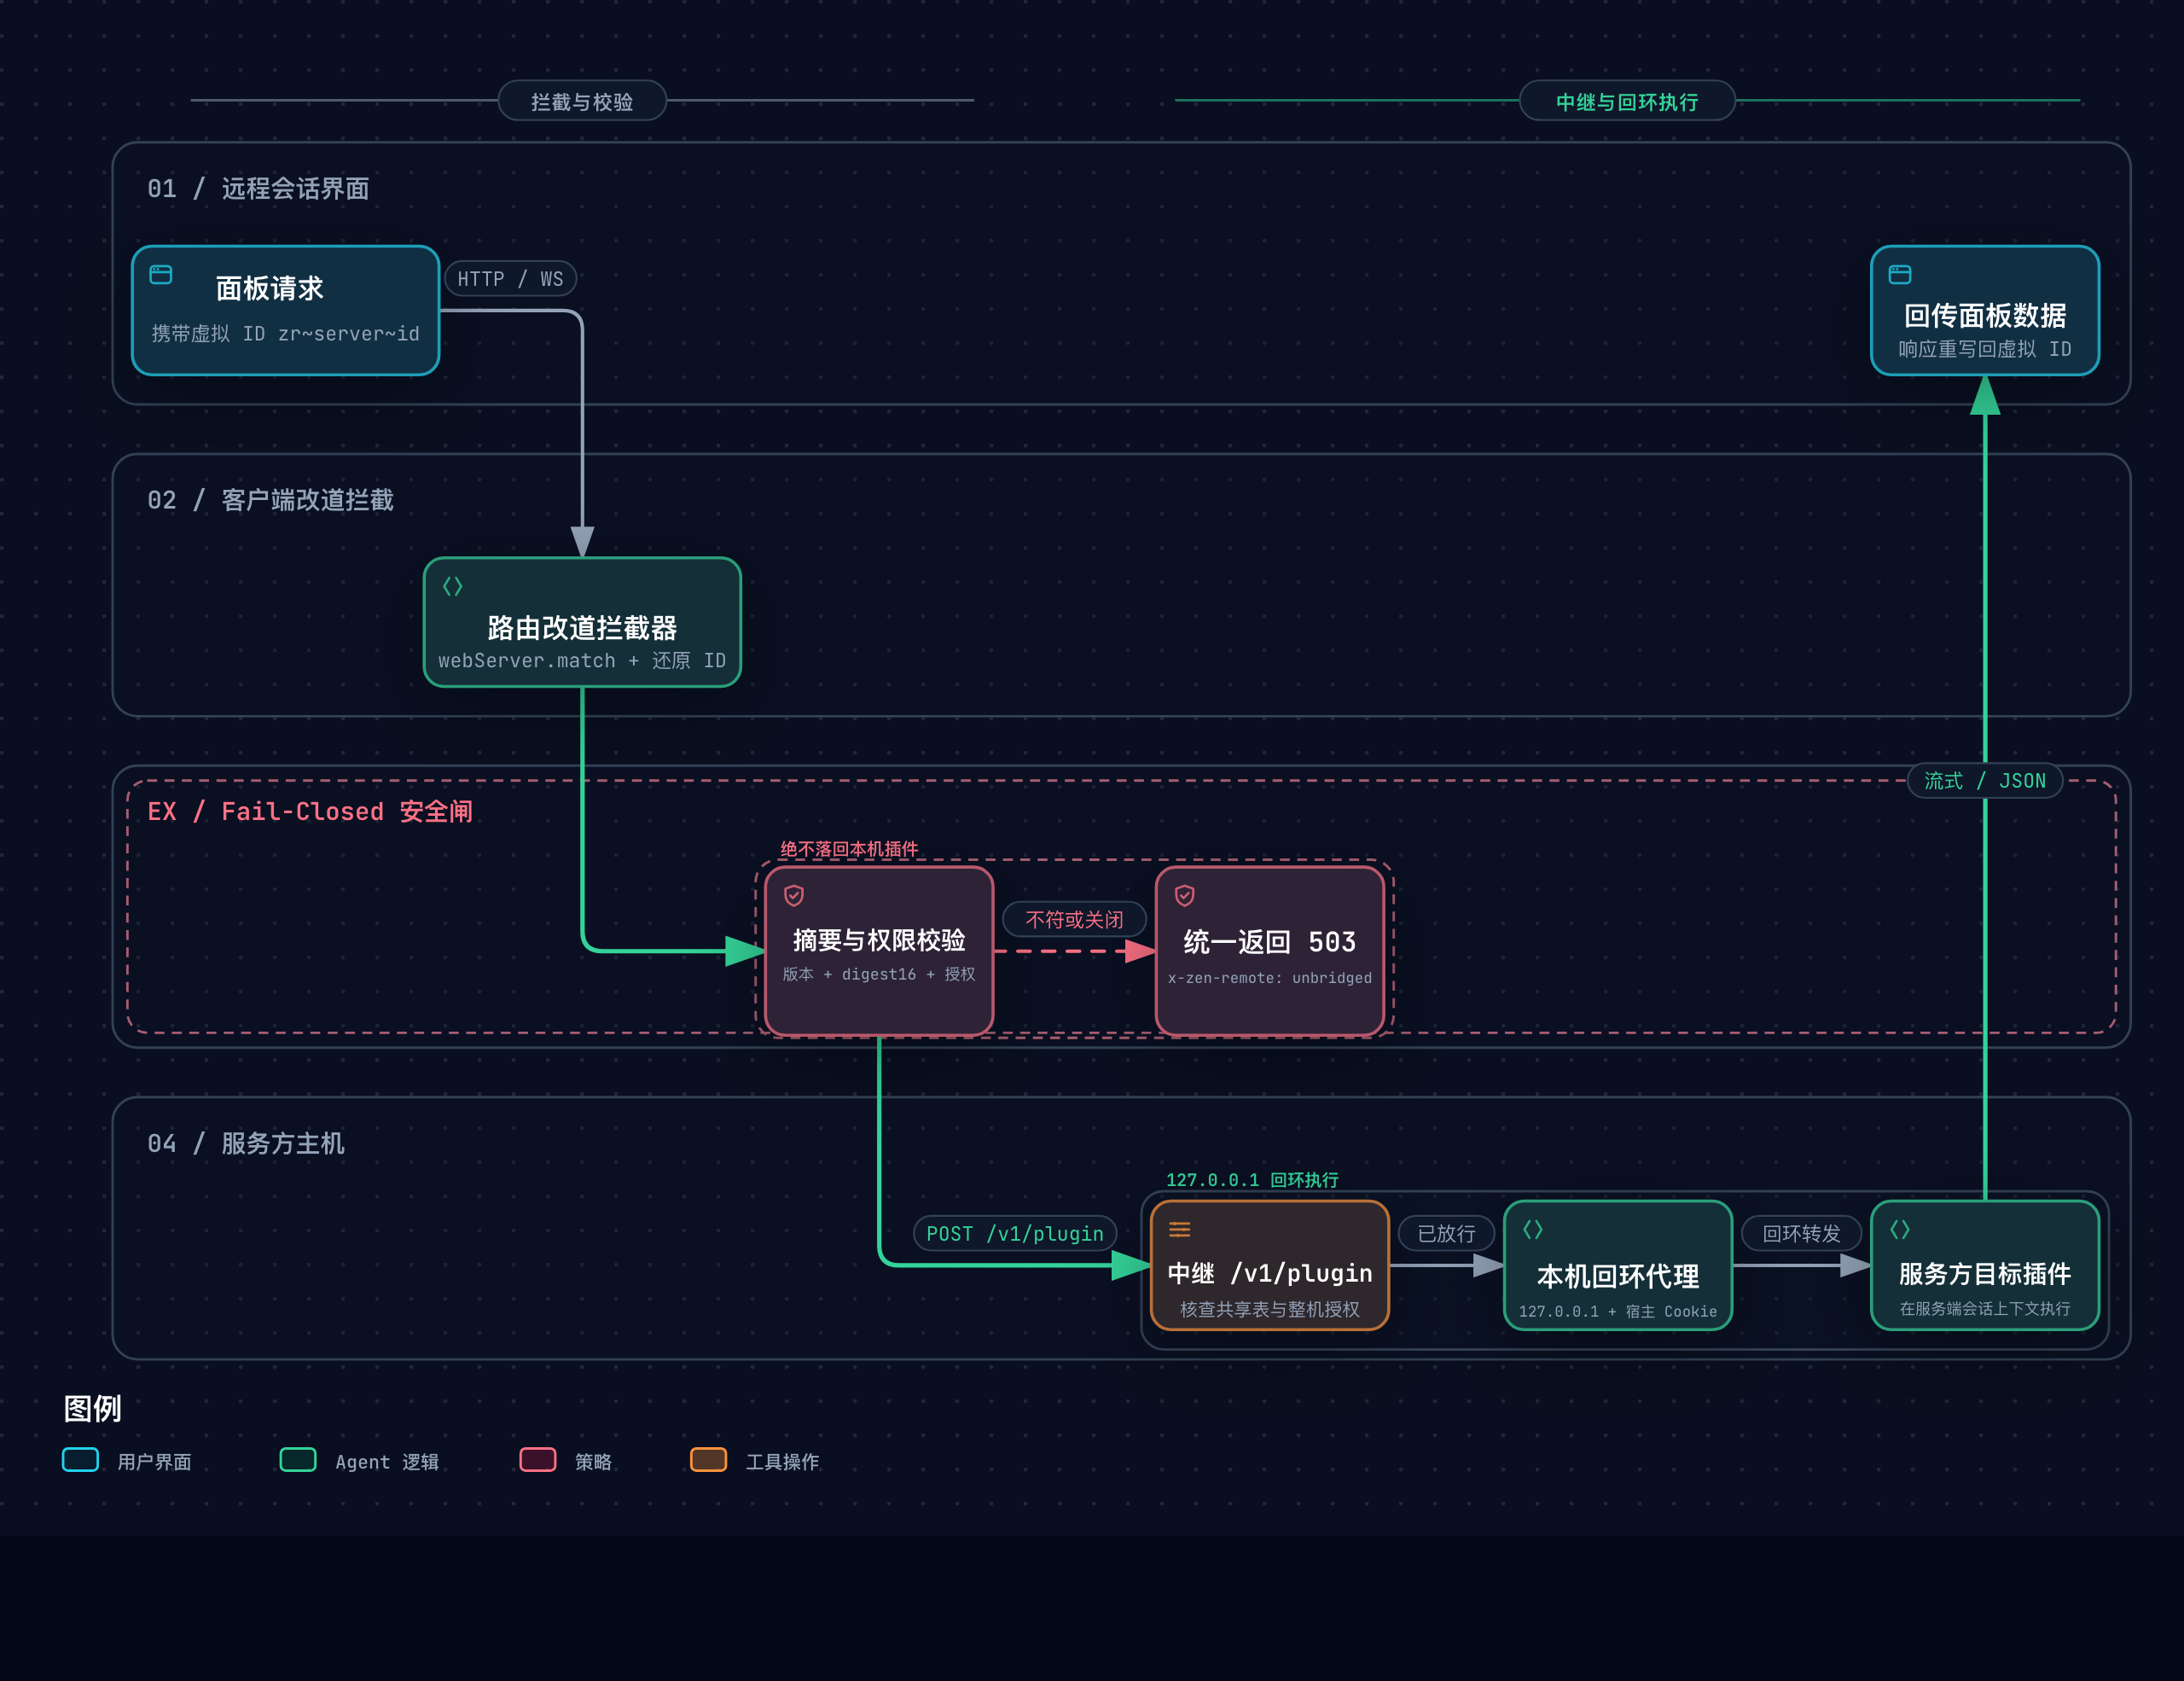 拦截与校验
中继与回环执行
01 / 远程会话界面
面板请求
携带虚拟 ID zr~server~id
HTTP / WS
回传面板数据
响应重写回虚拟 ID
02 / 客户端改道拦截
路由改道拦截器
webServer.match + 还原 ID
流式 / JSON
EX / Fail-Closed 安全闸
绝不落回本机插件
摘要与权限校验
版本 + digest16 + 授权
不符或关闭
统一返回 503
x-zen-remote: unbridged
04 / 服务方主机
127.0.0.1 回环执行
POST /v1/plugin
中继 /v1/plugin
核查共享表与整机授权
已放行
本机回环代理
127.0.0.1 + 宿主 Cookie
回环转发
服务方目标插件
在服务端会话上下文执行
图例
用户界面
Agent 逻辑
策略
工具操作